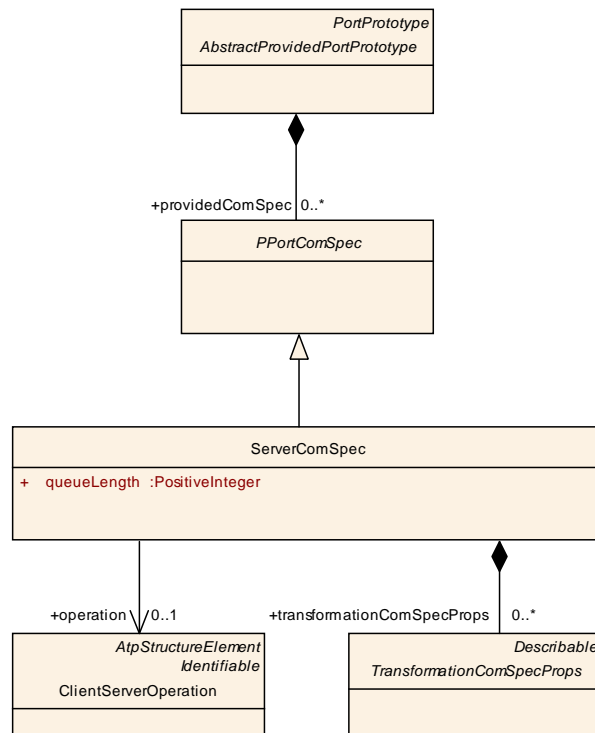 PortPrototype
AbstractProvidedPortPrototype
+providedComSpec 0..*
PPortComSpec
ServerComSpec
+ queueLength :PositiveInteger
+operation 0..1 +transformationComSpecProps 0..*
AtpStructureElement
Identifiable
ClientServerOperation
Describable
TransformationComSpecProps